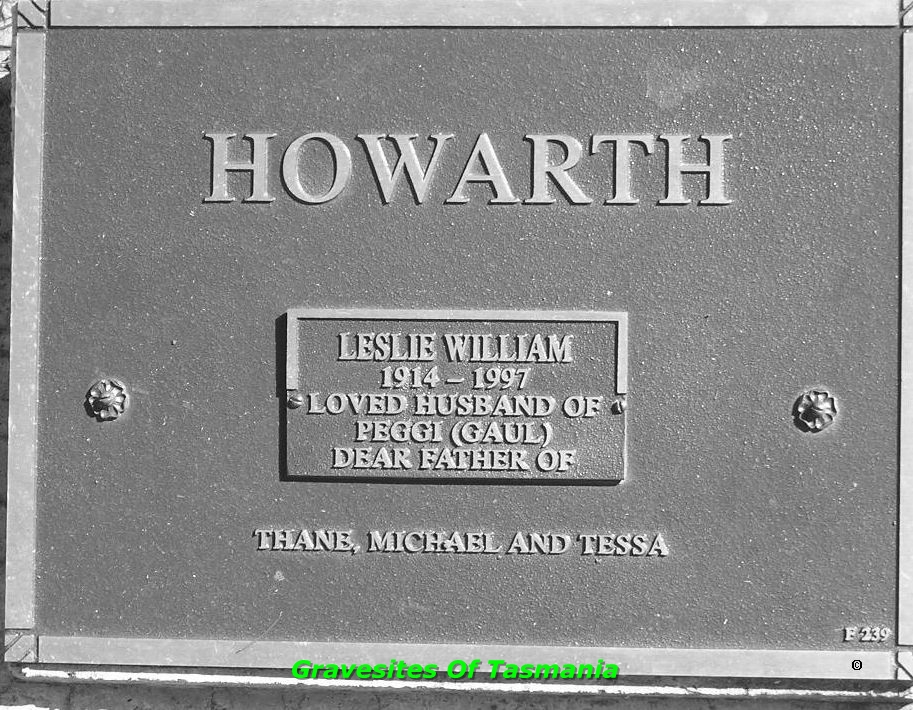 HOWARTH
LESLIE WILLIAM
1914 – 1997
LOVED HUSBAND OF
PEGGI (GAUL)
DEAR FATHER OF
THANE, MICHAEL AND TESSA
F 239
Gravesites Of Tasmania
©